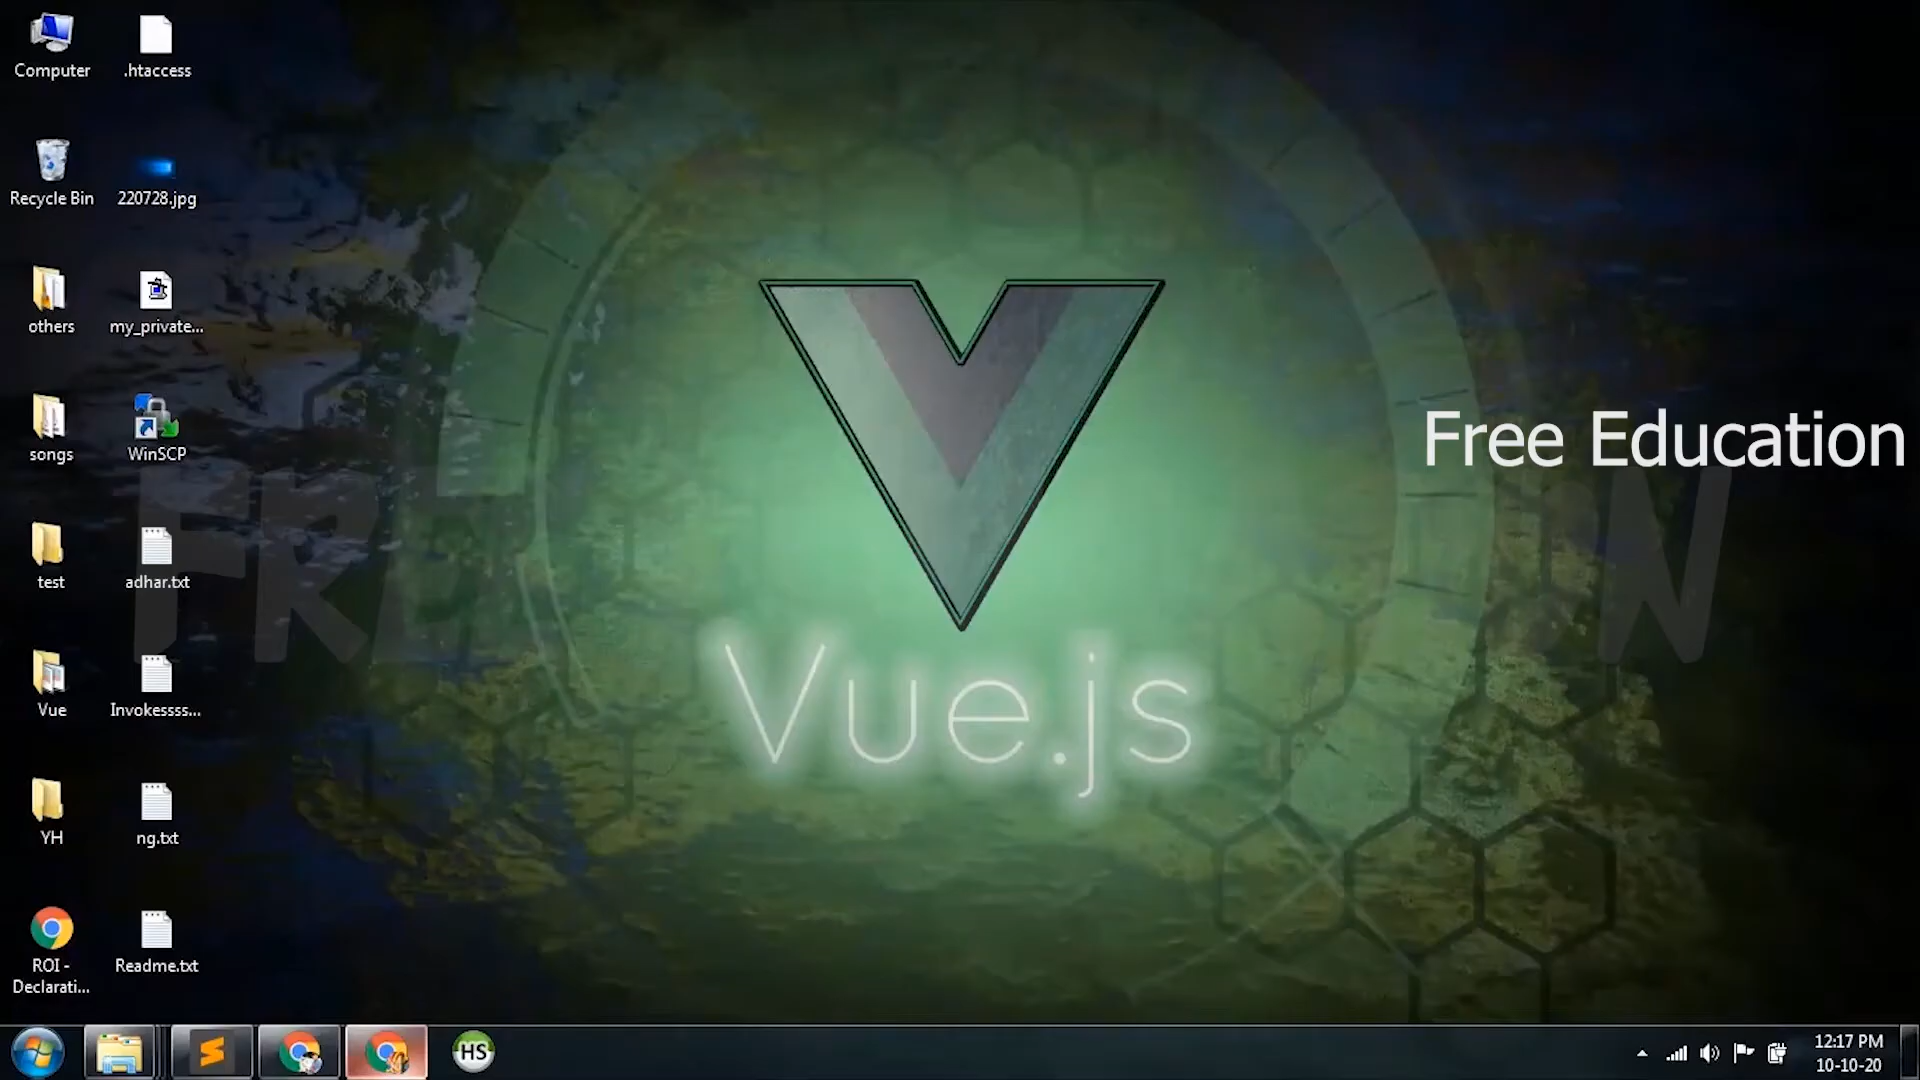 Computer
.htaccess
Recycle Bin
220728.jpg
others
my_private...
songs
WinSCP
test
adhar.txt
Vue
Invokessss...
YH
ng.txt
ROI -
Declarati...
Readme.txt
Vue.js
Free Education
FRE
N
HS
12:17 PM
10-10-20